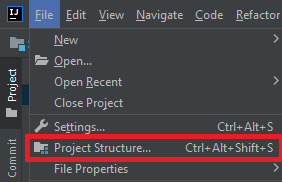 IJ
File Edit View Navigate Code Refactor
New
Open...
Open Recent
Close Project
Settings... Ctrl+Alt+S
Project Structure... Ctrl+Alt+Shift+S
File Properties
Project
Commit